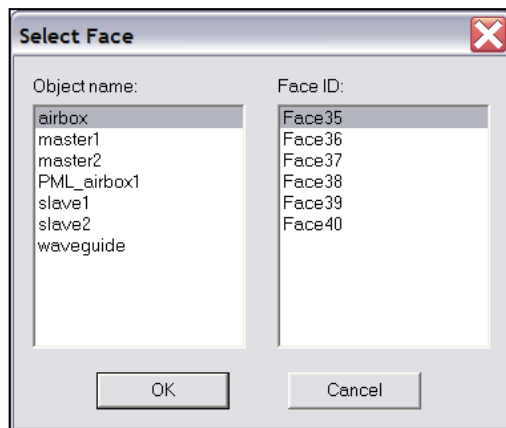 Select Face
Object name:
airbox
master1
master2
PML_airbox1
slave1
slave2
waveguide
Face ID:
Face35
Face36
Face37
Face38
Face39
Face40
OK
Cancel